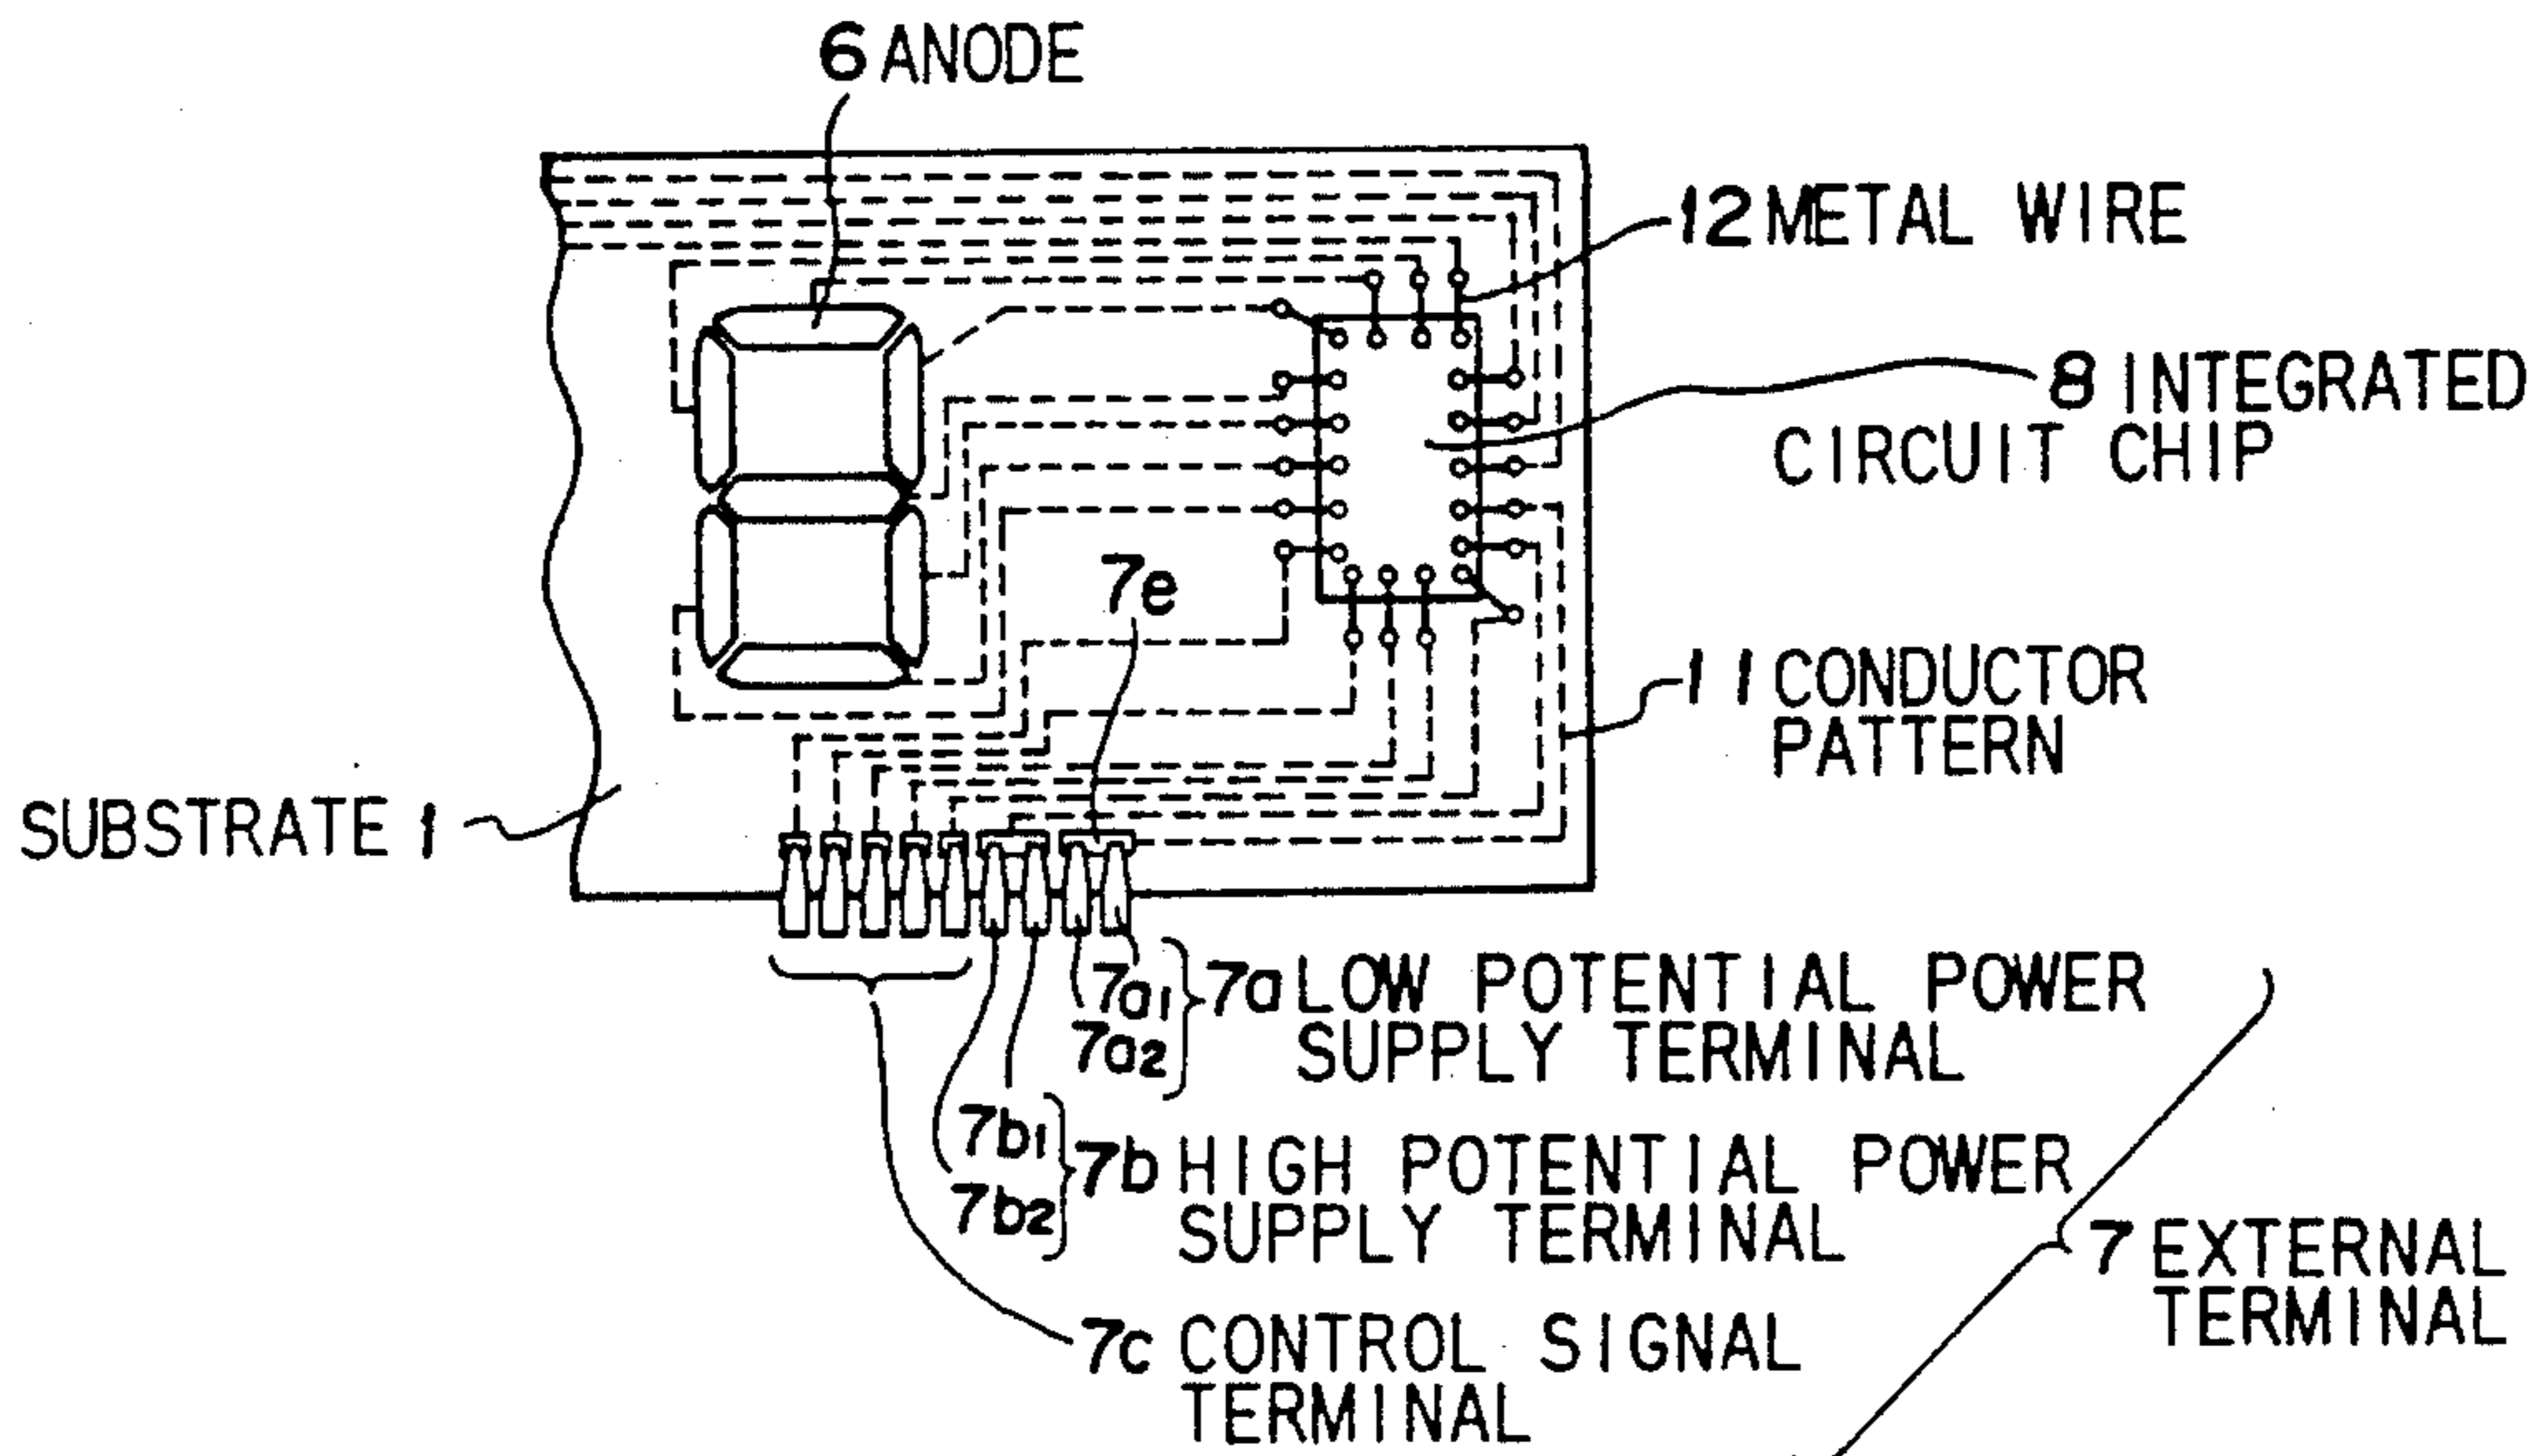 6 ANODE
12 METAL WIRE
8 INTEGRATED
CIRCUIT CHIP
7e
11 CONDUCTOR
PATTERN
SUBSTRATE 1
7a1
7a2
7a LOW POTENTIAL POWER
SUPPLY TERMINAL
7b1
7b2
7b HIGH POTENTIAL POWER
SUPPLY TERMINAL
7 EXTERNAL
TERMINAL
7c CONTROL SIGNAL
TERMINAL